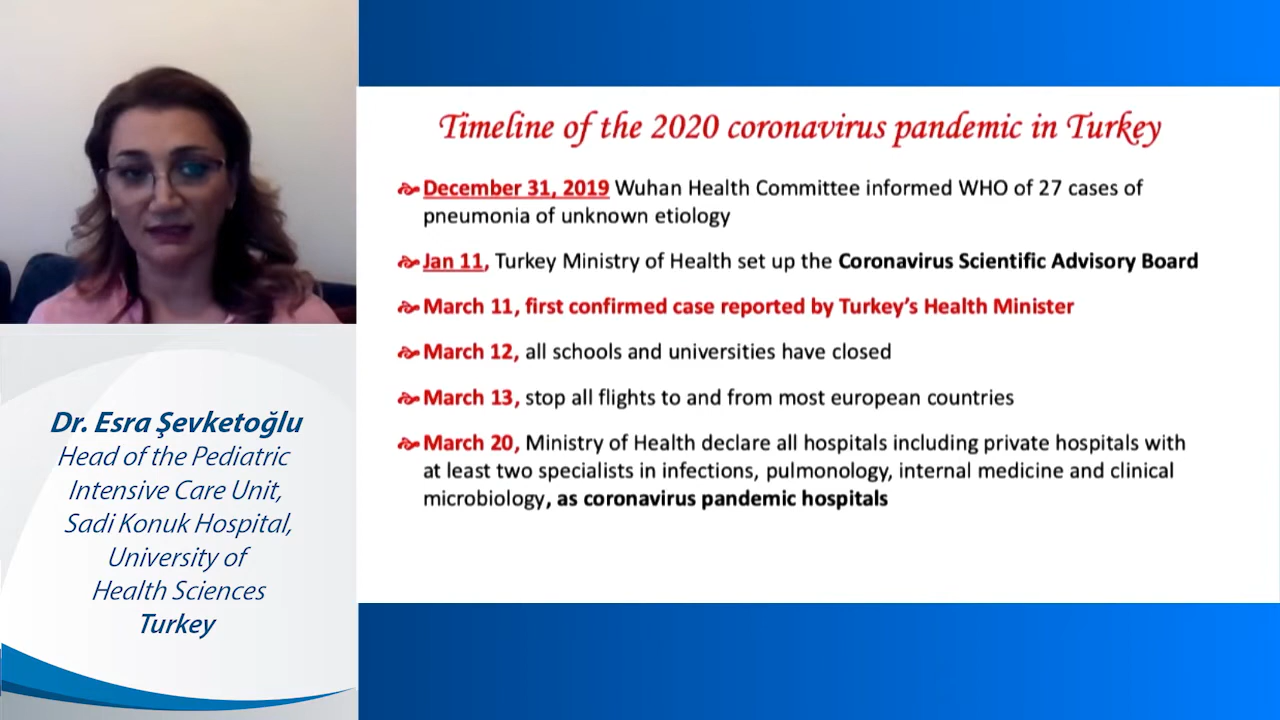 Timeline of the 2020 coronavirus pandemic in Turkey
December 31, 2019 Wuhan Health Committee informed WHO of 27 cases of
pneumonia of unknown etiology
Jan 11, Turkey Ministry of Health set up the Coronavirus Scientific Advisory Board
March 11, first confirmed case reported by Turkey’s Health Minister
March 12, all schools and universities have closed
March 13, stop all flights to and from most european countries
March 20, Ministry of Health declare all hospitals including private hospitals with
at least two specialists in infections, pulmonology, internal medicine and clinical
microbiology, as coronavirus pandemic hospitals
Dr. Esra Şevketoğlu
Head of the Pediatric
Intensive Care Unit,
Sadi Konuk Hospital,
University of
Health Sciences
Turkey